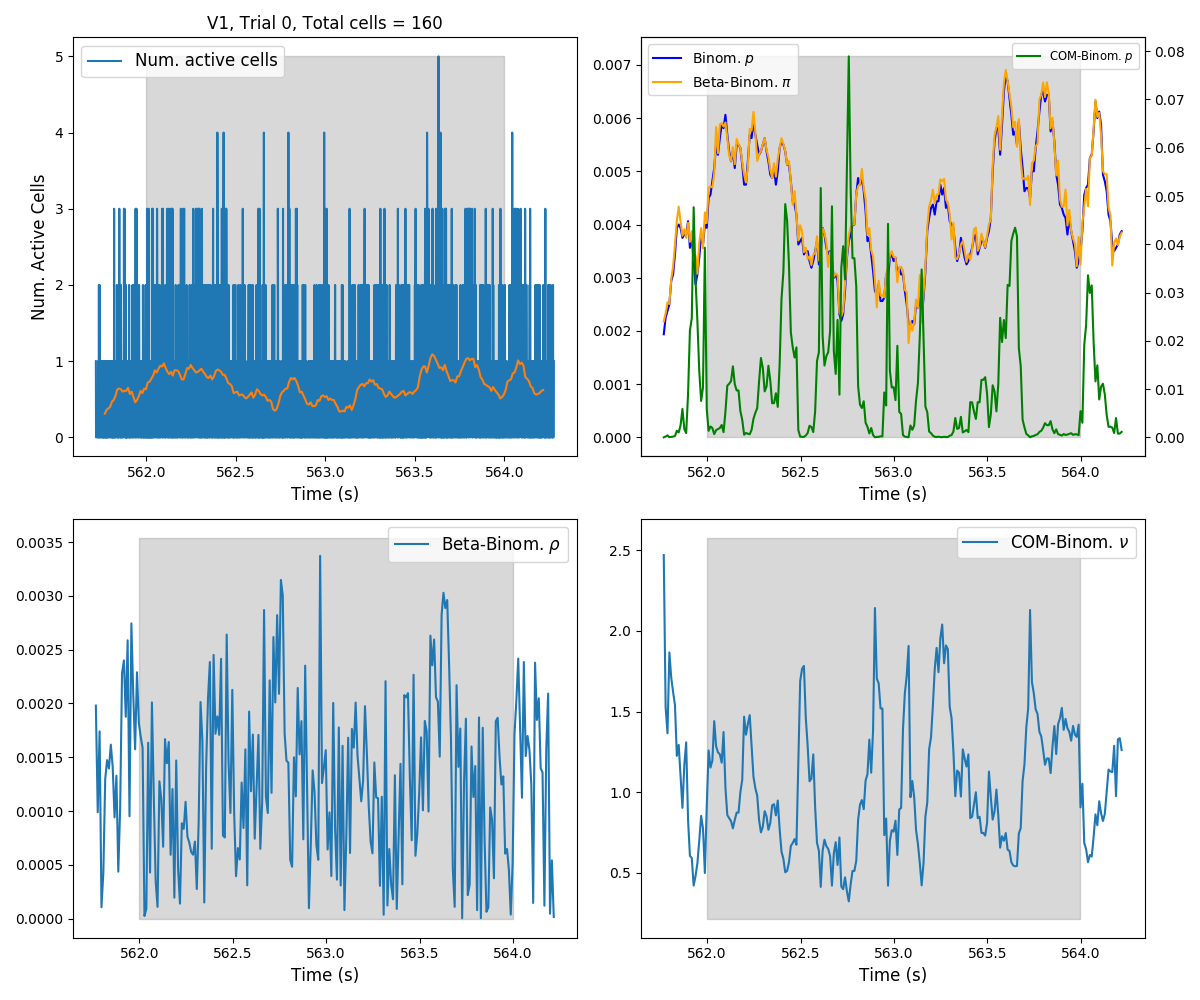 V1, Trial 0, Total cells = 160
Num. active cells
Num. Active Cells
5
4
3
2
1
0
562.0 562.5 563.0 563.5 564.0
Time (s)
Binom. p
Beta-Binom. π
COM-Binom. p
0.007
0.006
0.005
0.004
0.003
0.002
0.001
0.000
0.08
0.07
0.06
0.05
0.04
0.03
0.02
0.01
0.00
562.0 562.5 563.0 563.5 564.0
Time (s)
Beta-Binom. ρ
0.0035
0.0030
0.0025
0.0020
0.0015
0.0010
0.0005
0.0000
562.0 562.5 563.0 563.5 564.0
Time (s)
COM-Binom. ν
2.5
2.0
1.5
1.0
0.5
562.0 562.5 563.0 563.5 564.0
Time (s)